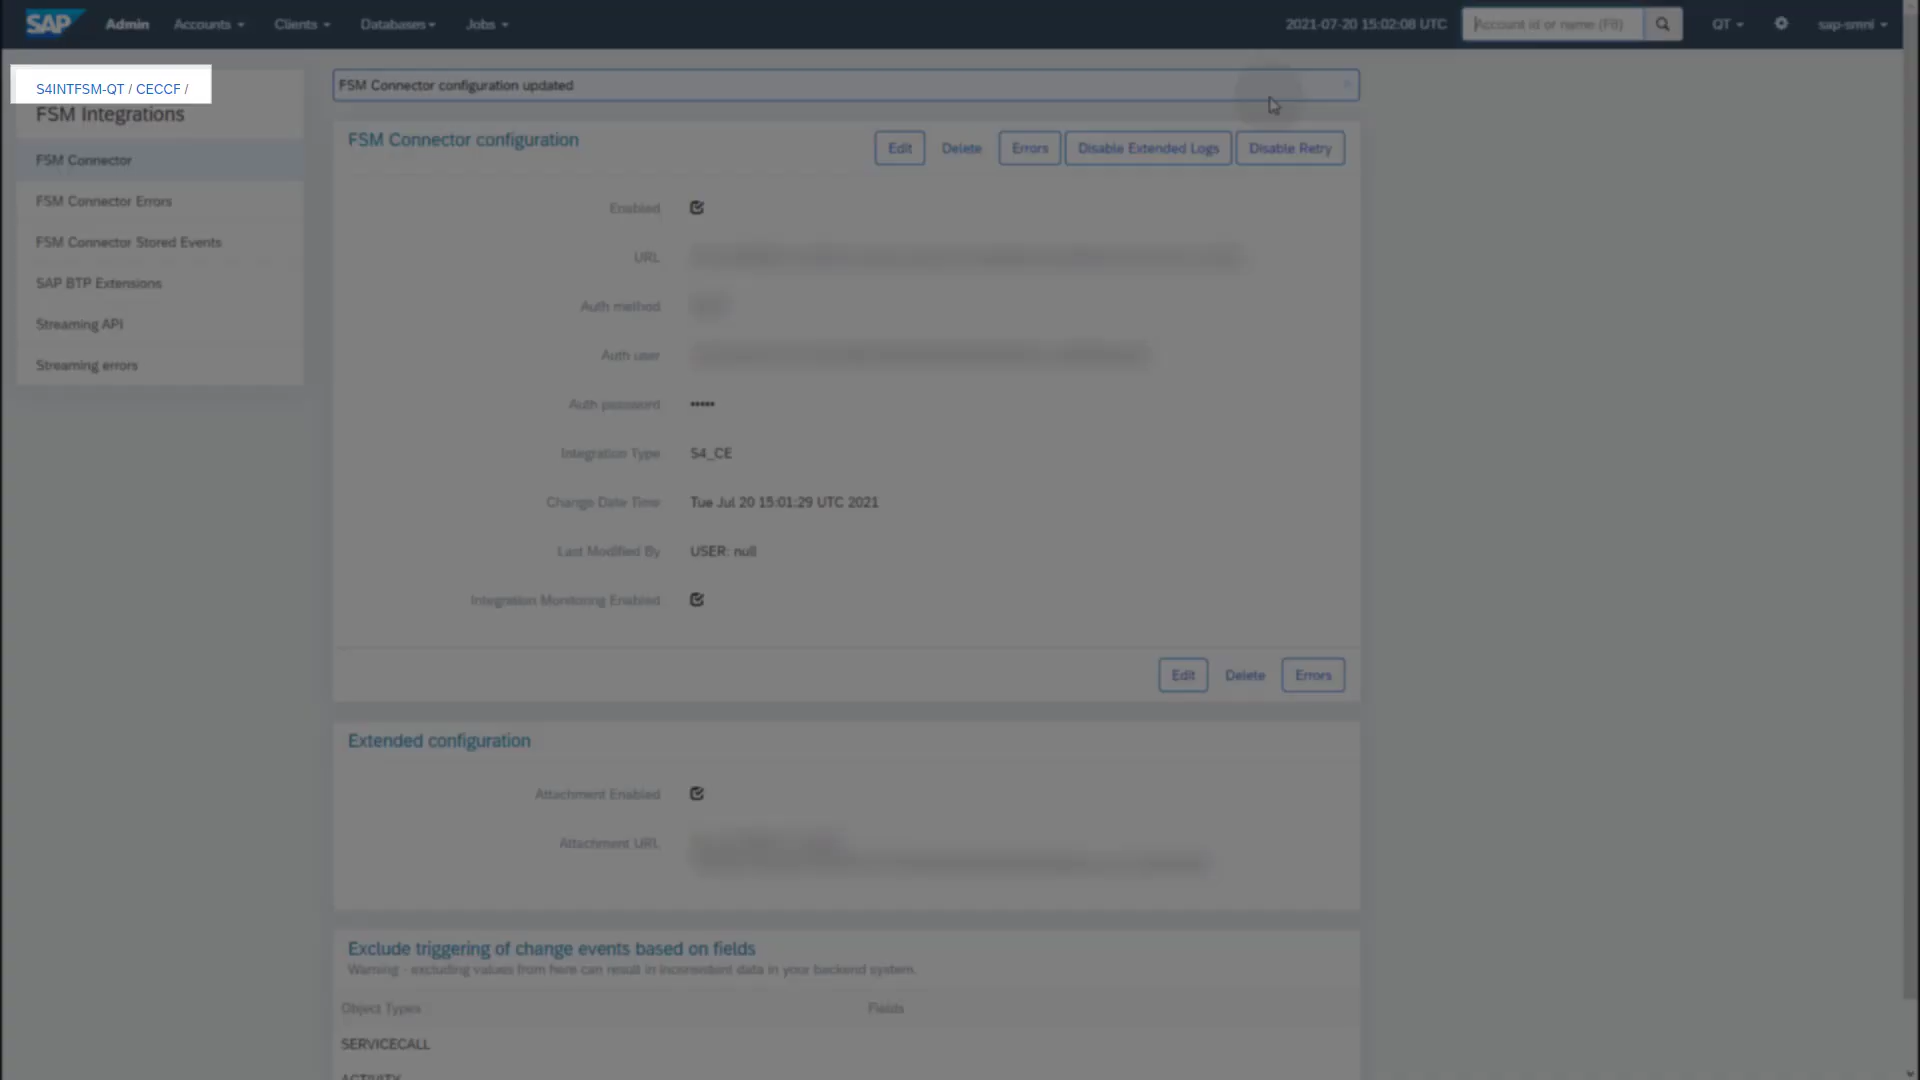 SAP Admin Accounts Clients Databases Jobs 2021-07-20 15:02:08 UTC Account id or name (F8) QT sap-smni
S4INTFSM-QT / CECCF /
FSM Integrations
FSM Connector
FSM Connector Errors
FSM Connector Stored Events
SAP BTP Extensions
Streaming API
Streaming errors
FSM Connector configuration updated
FSM Connector configuration Edit Delete Errors Disable Extended Logs Disable Retry
Enabled
URL
Auth method
Auth user
Auth password •••••
Integration Type S4_CE
Change Date Time Tue Jul 20 15:01:29 UTC 2021
Last Modified By USER: null
Integration Monitoring Enabled
Edit Delete Errors
Extended configuration
Attachment Enabled
Attachment URL
Exclude triggering of change events based on fields
Warning - excluding values from here can result in inconsistent data in your backend system.
Object Types Fields
SERVICECALL
ACTIVITY